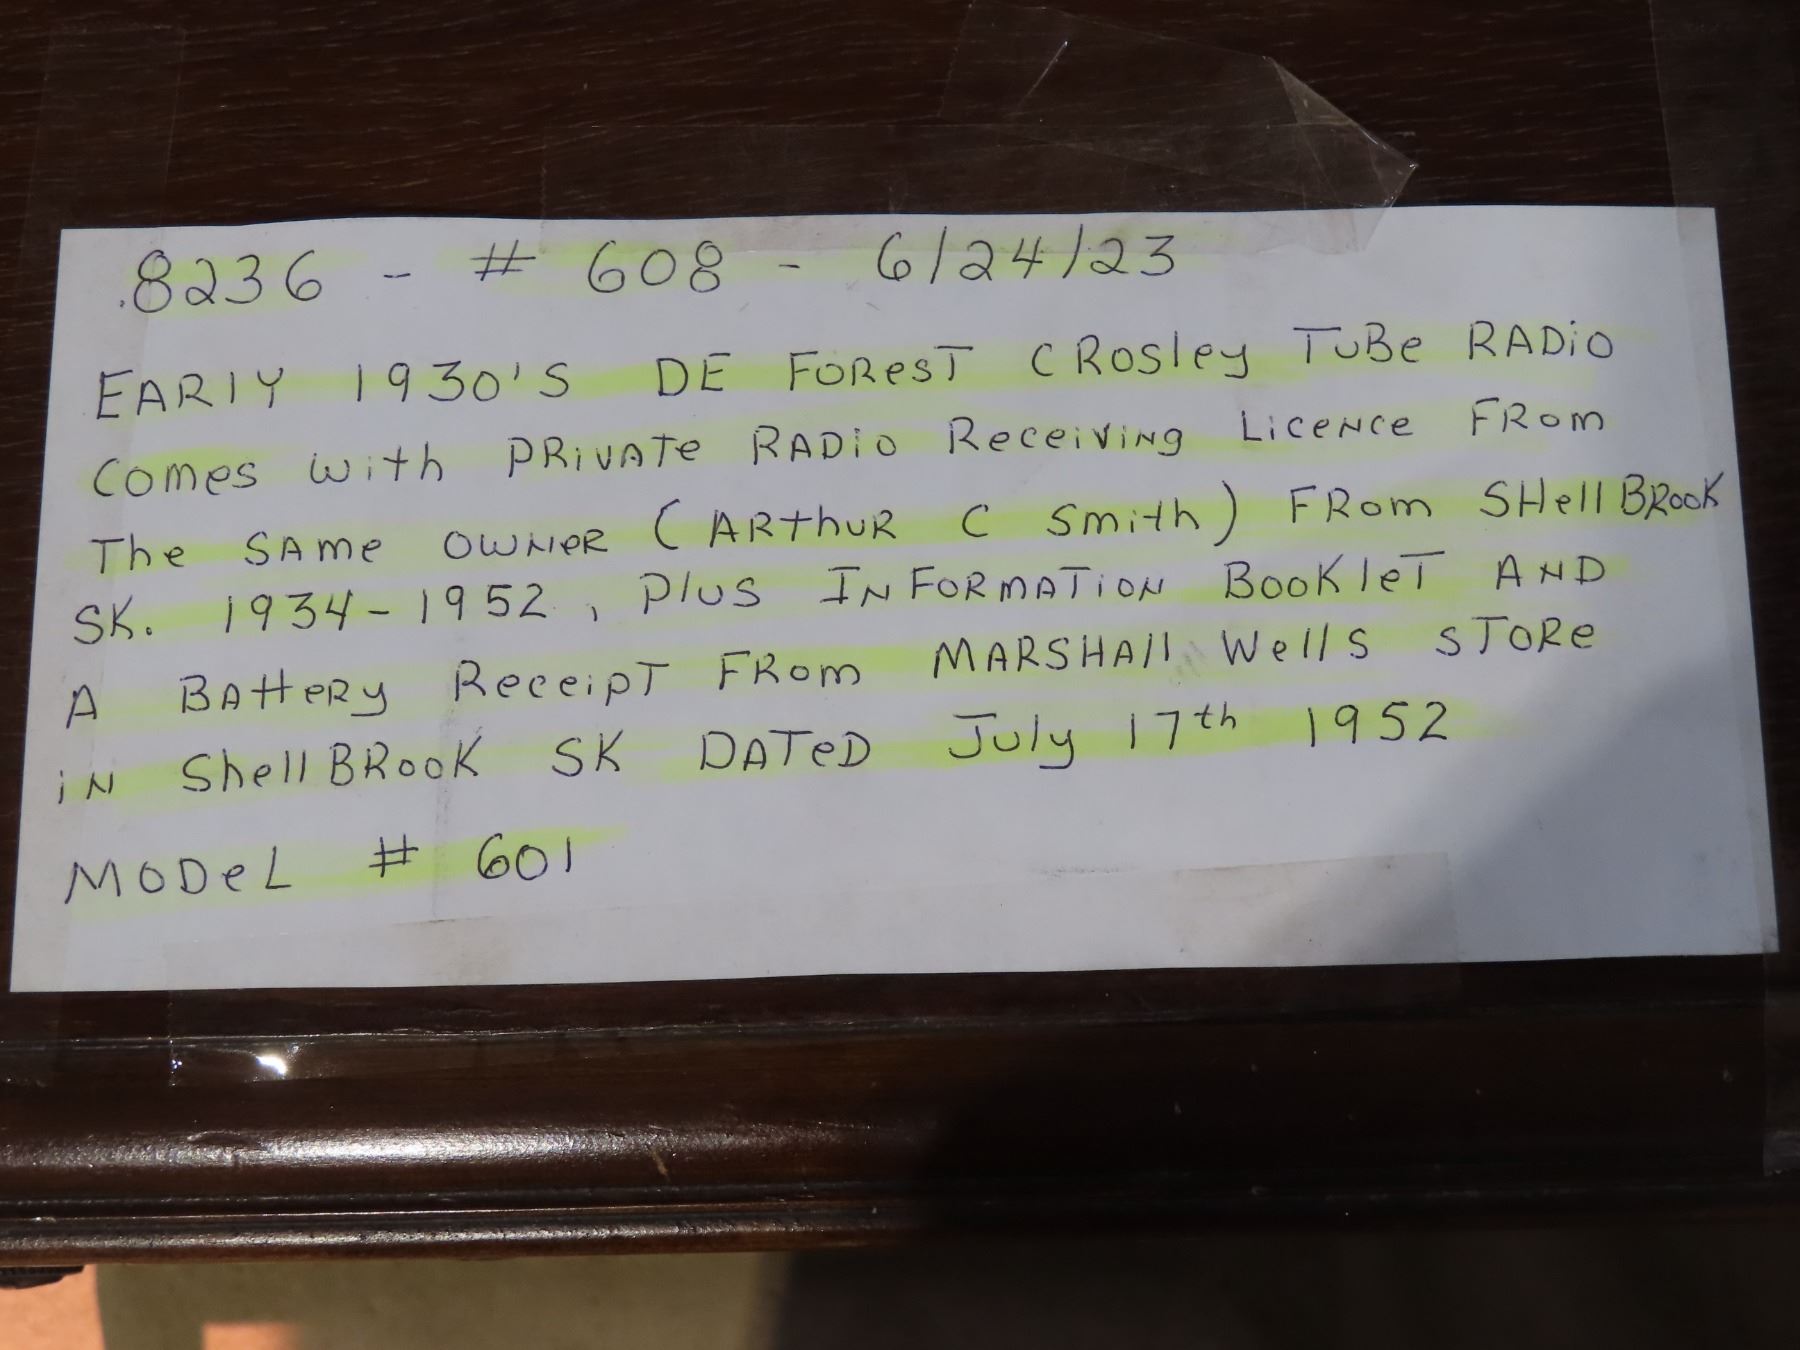 .8236 - # 608 - 6/24/23
EARlY 1930'S DE FOResT CRosley TuBe RADio
Comes with PRivATe RADio Receiving LiceNce FRom
The SAme OWNeR (ARthuR C Smith) FRom SHellBRooK
SK. 1934-1952, Plus INFORmATioN BooKleT AND
A BAtteRy ReceipT FRom MARSHAll Wells sToRe
iN ShellBRooK SK DATeD July 17th 1952
MODeL # 601